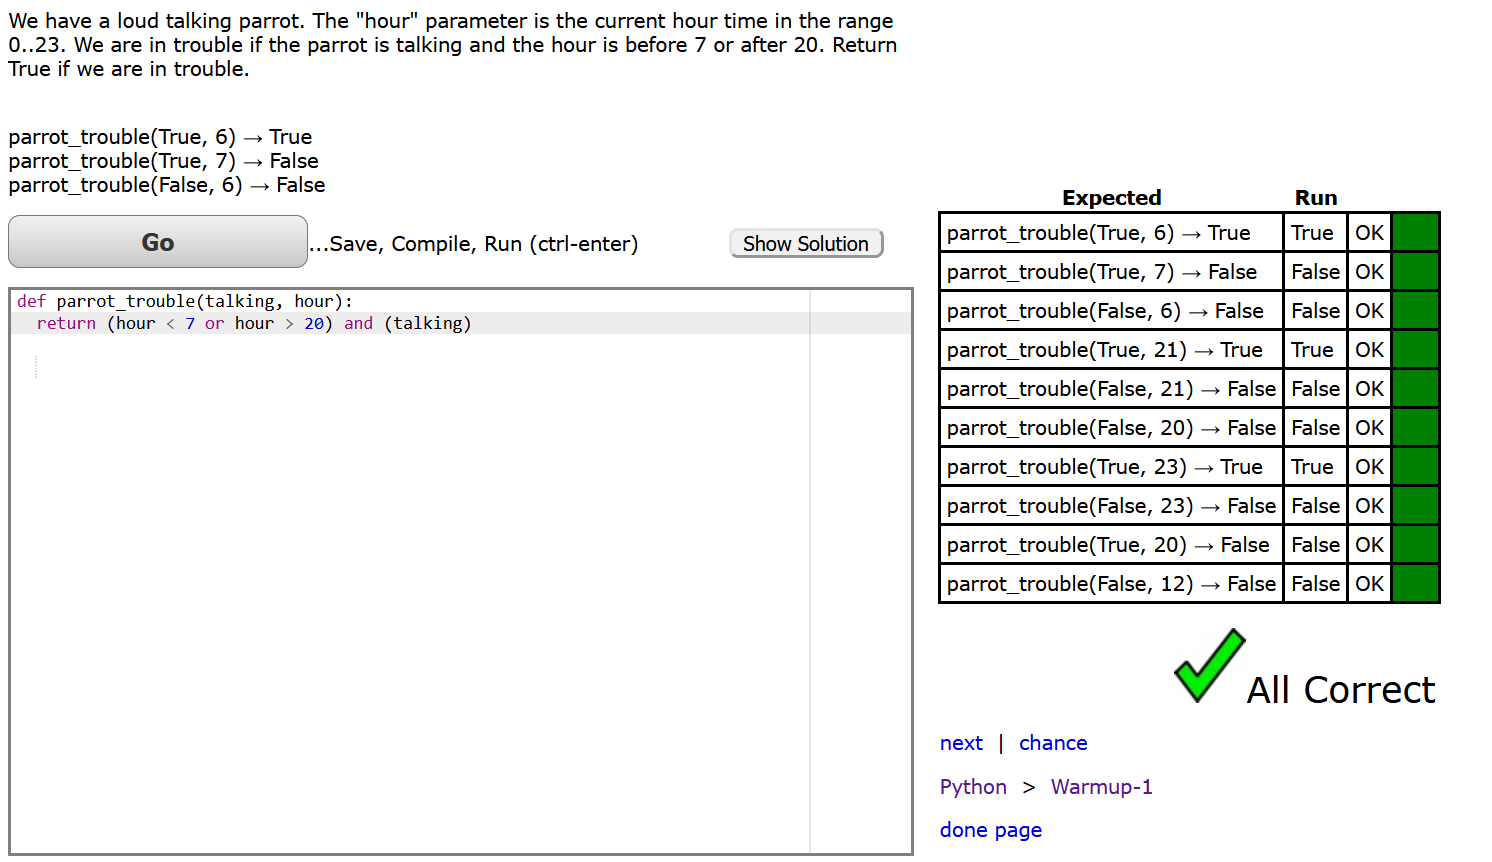 We have a loud talking parrot. The "hour" parameter is the current hour time in the range
0..23. We are in trouble if the parrot is talking and the hour is before 7 or after 20. Return
True if we are in trouble.
parrot_trouble(True, 6) → True
parrot_trouble(True, 7) → False
parrot_trouble(False, 6) → False
Go
...Save, Compile, Run (ctrl-enter)
Show Solution
def parrot_trouble(talking, hour):
  return (hour < 7 or hour > 20) and (talking)
Expected Run
parrot_trouble(True, 6) → True True OK
parrot_trouble(True, 7) → False False OK
parrot_trouble(False, 6) → False False OK
parrot_trouble(True, 21) → True True OK
parrot_trouble(False, 21) → False False OK
parrot_trouble(False, 20) → False False OK
parrot_trouble(True, 23) → True True OK
parrot_trouble(False, 23) → False False OK
parrot_trouble(True, 20) → False False OK
parrot_trouble(False, 12) → False False OK
All Correct
next | chance
Python > Warmup-1
done page